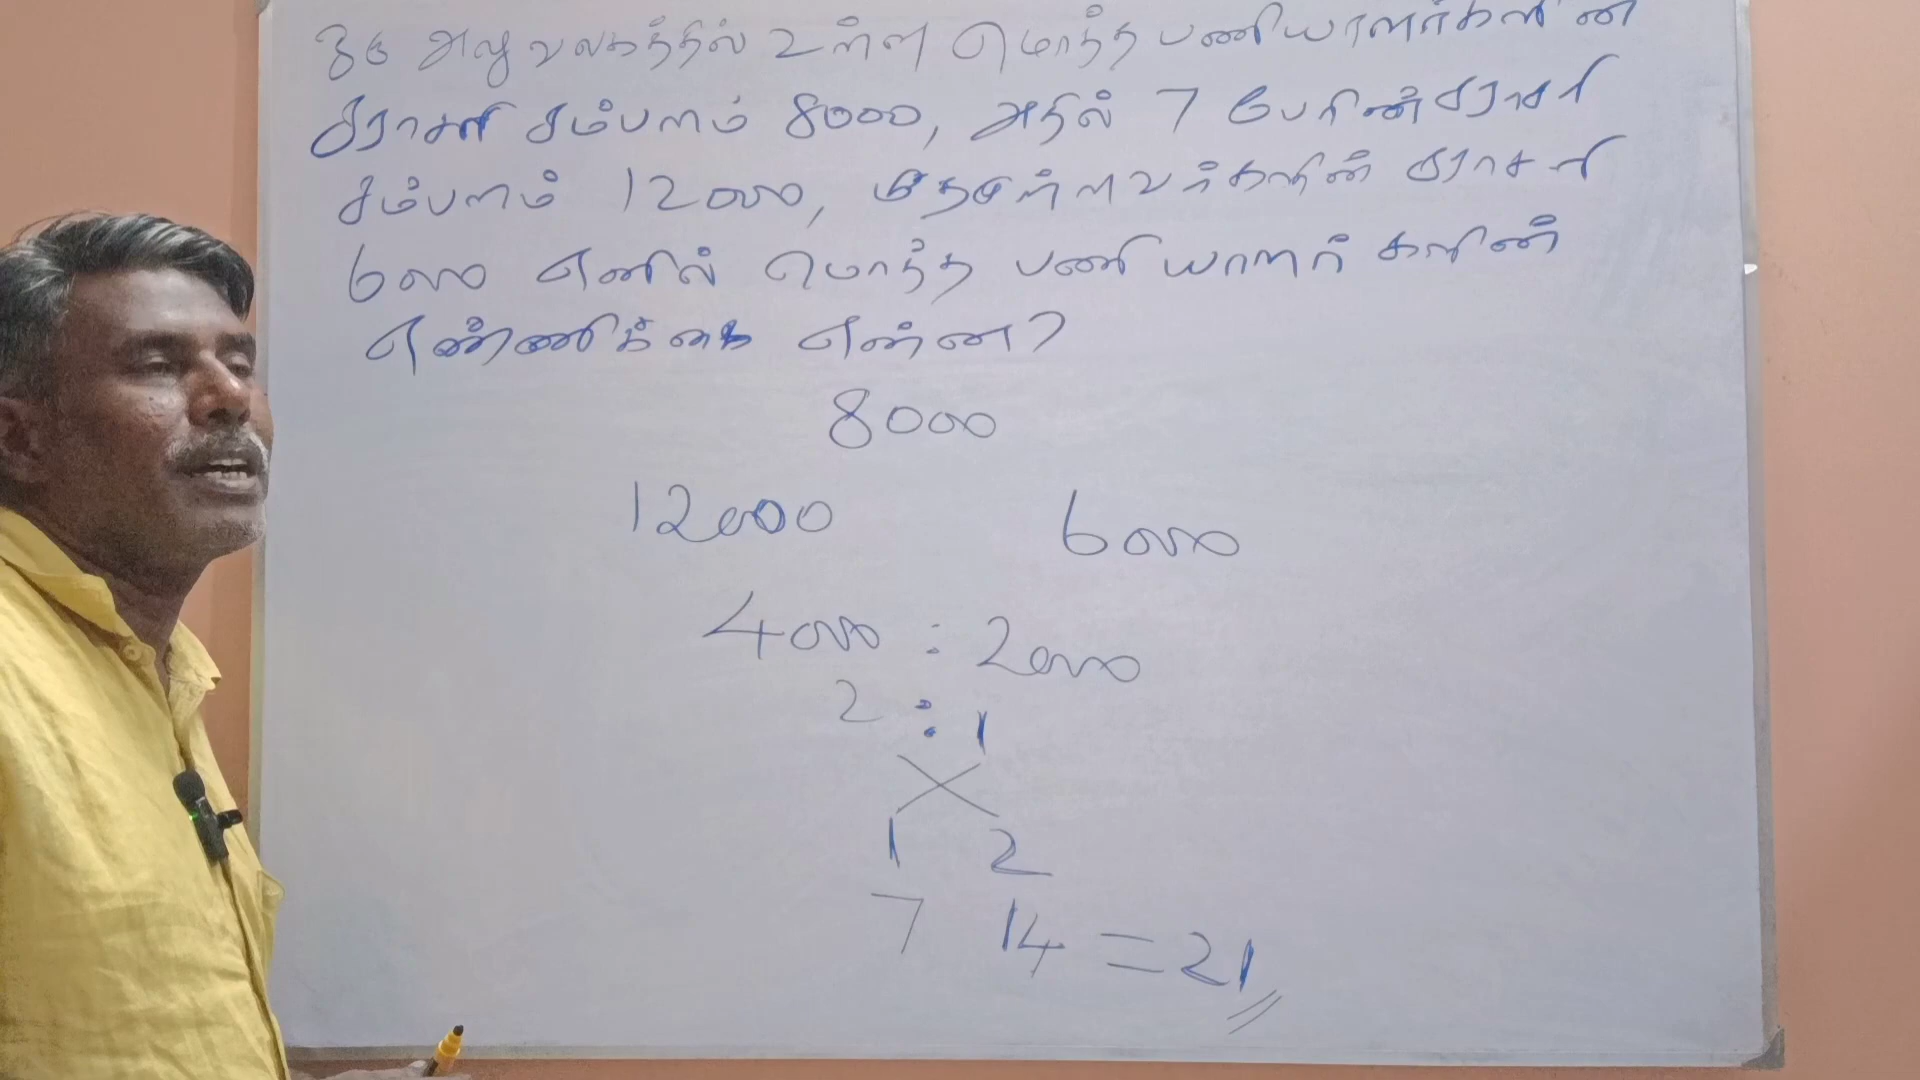 ஒரு அலுவலகத்தில் உள்ள மொத்த பணியாளர்களின்
சராசரி சம்பளம் 8000, அதில் 7 பேரின் சராசரி
சம்பளம் 12000, மீதமுள்ளவர்களின் சராசரி
6000 எனில் மொத்த பணியாளர்களின்
எண்ணிக்கை என்ன?
8000
12000 6000
4000 : 2000
2 : 1
1 2
7 14 = 21